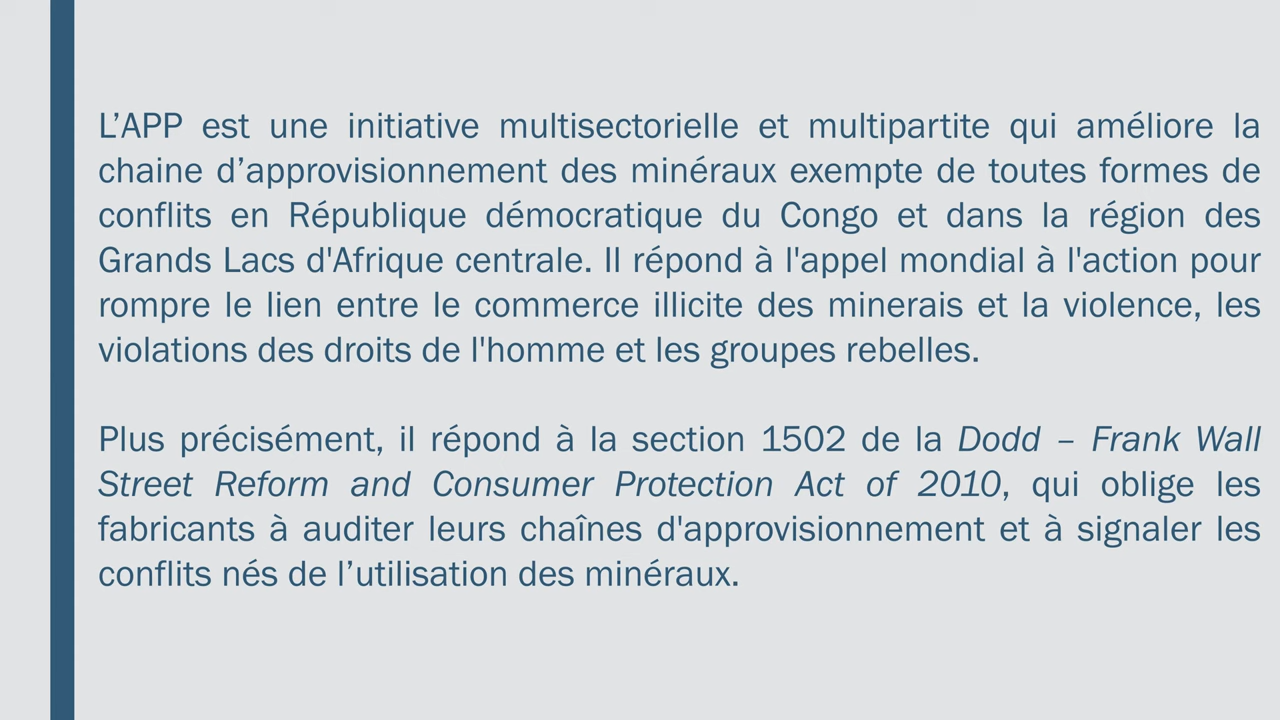 L’APP est une initiative multisectorielle et multipartite qui améliore la
chaine d’approvisionnement des minéraux exempte de toutes formes de
conflits en République démocratique du Congo et dans la région des
Grands Lacs d'Afrique centrale. Il répond à l'appel mondial à l'action pour
rompre le lien entre le commerce illicite des minerais et la violence, les
violations des droits de l'homme et les groupes rebelles.
Plus précisément, il répond à la section 1502 de la Dodd – Frank Wall
Street Reform and Consumer Protection Act of 2010, qui oblige les
fabricants à auditer leurs chaînes d'approvisionnement et à signaler les
conflits nés de l’utilisation des minéraux.